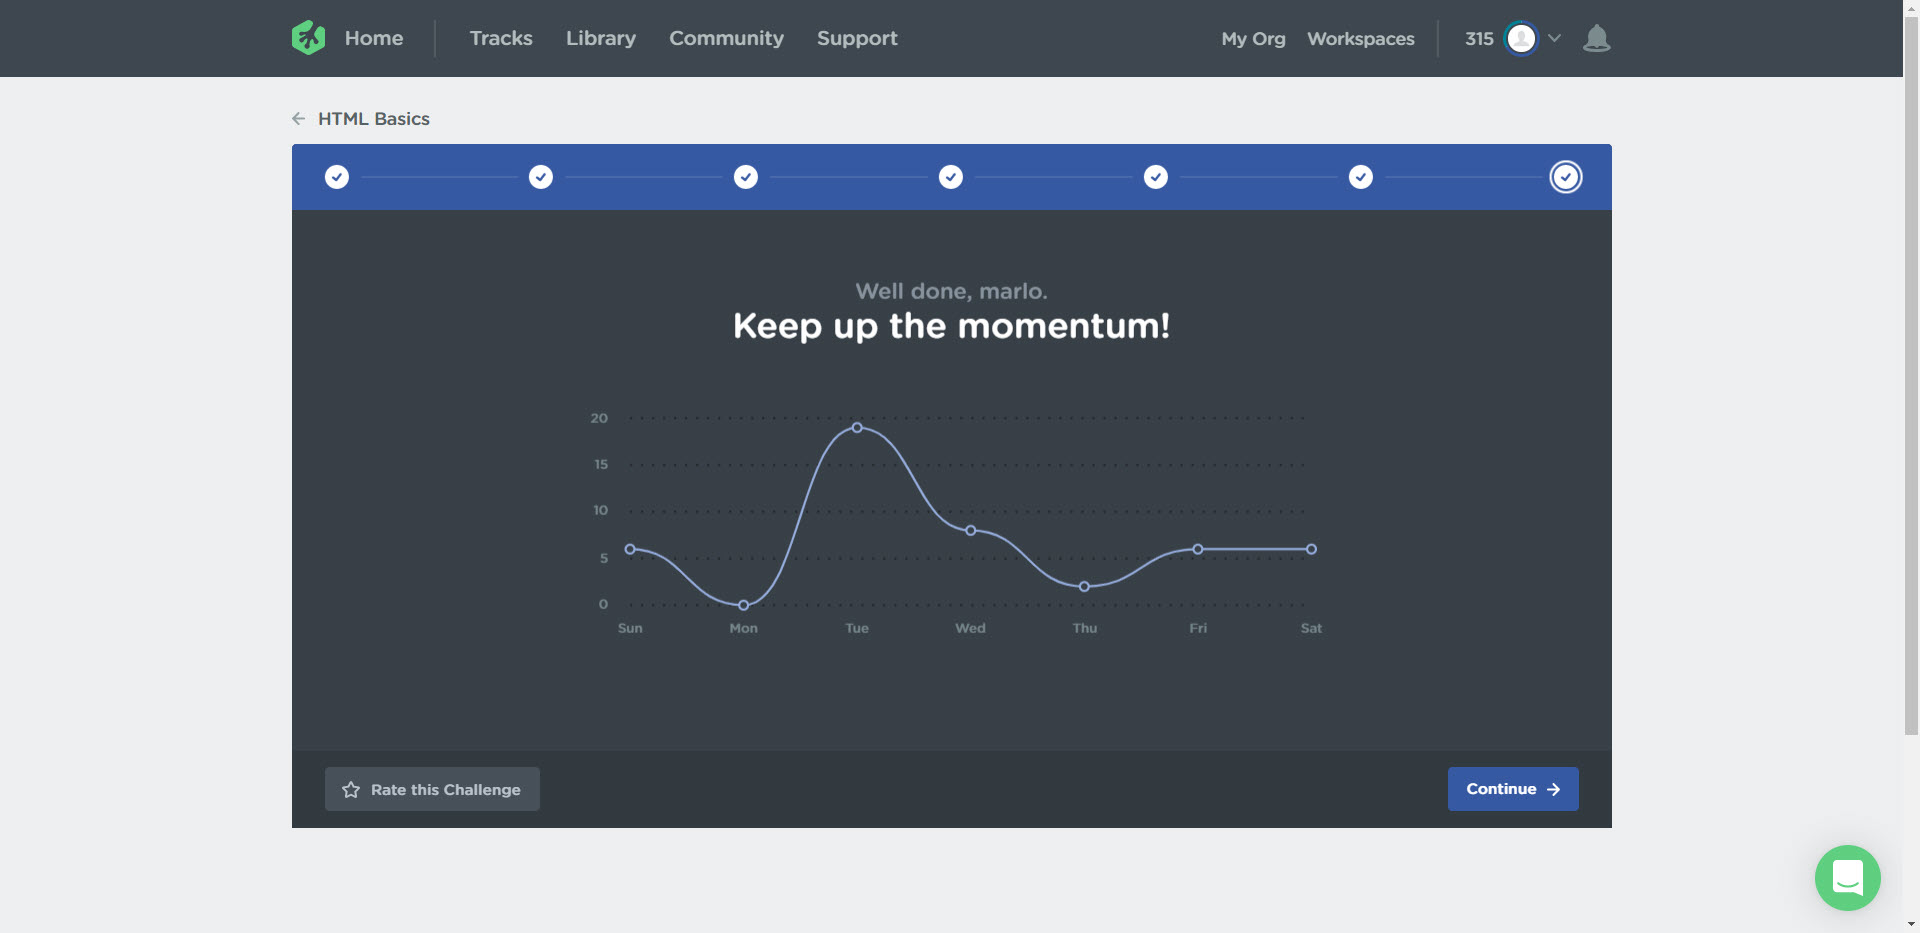 Home Tracks Library Community Support My Org Workspaces 315
HTML Basics
Well done, marlo.
Keep up the momentum!
20
15
10
5
0
Sun Mon Tue Wed Thu Fri Sat
Rate this Challenge Continue